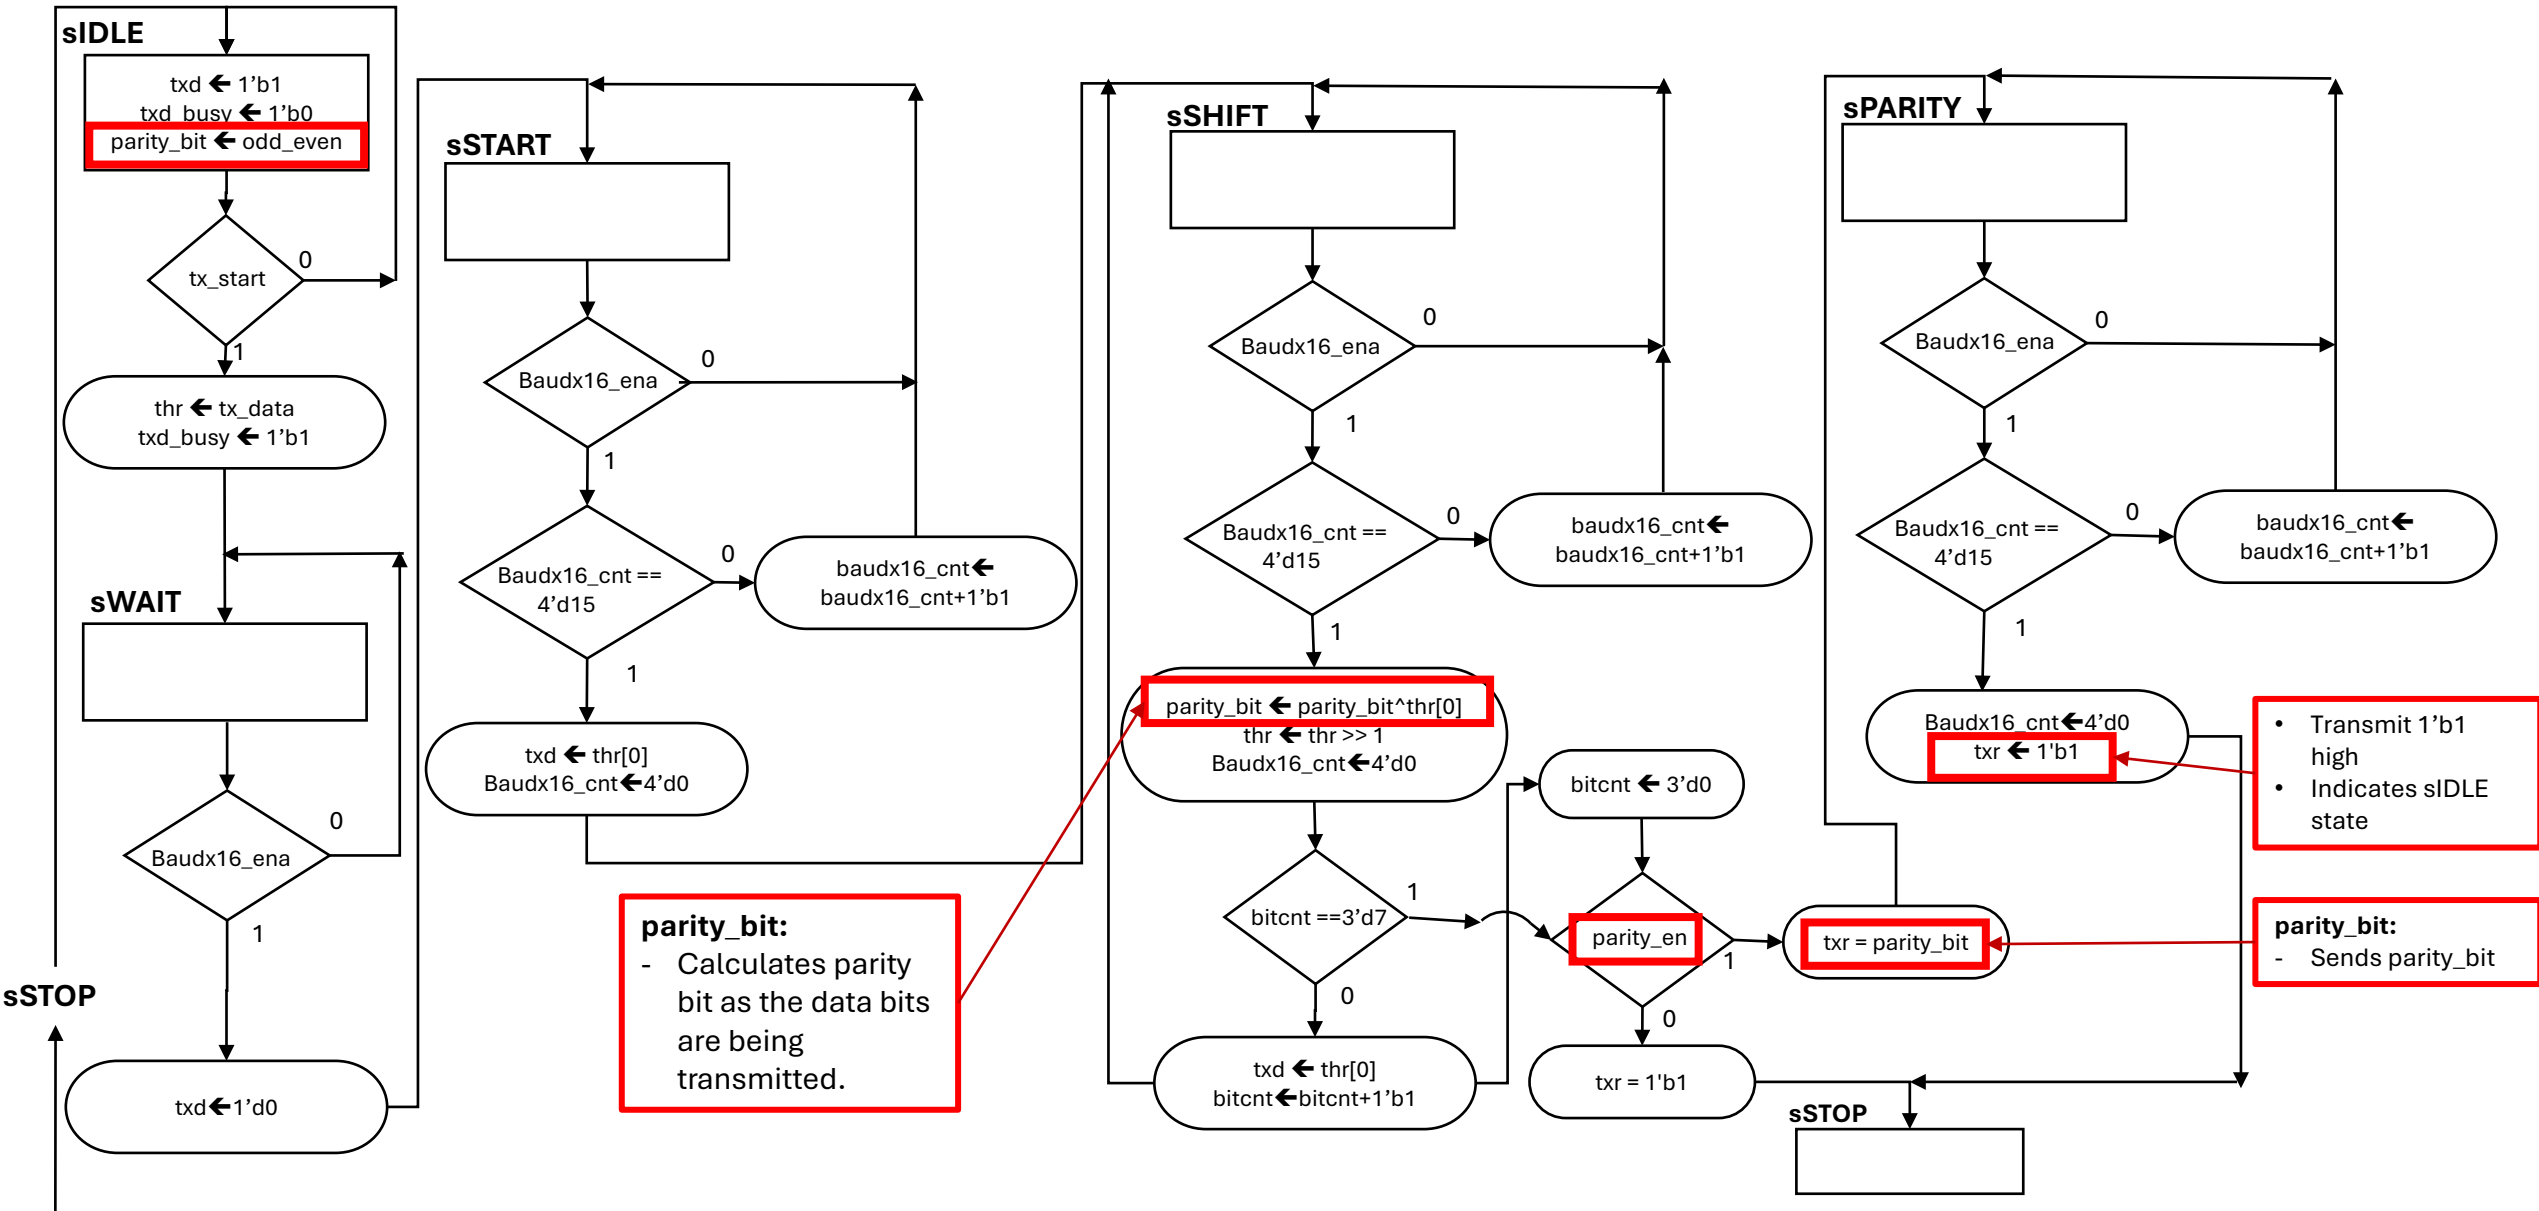 sIDLE
txd 🡨 1’b1
txd_busy 🡨 1’b0
parity_bit 🡨 odd_even
tx_start
0
1
thr 🡨 tx_data
txd_busy 🡨 1’b1
sWAIT
Baudx16_ena
0
1
txd🡨1’d0
sSTOP
sSTART
Baudx16_ena
0
1
Baudx16_cnt ==
4’d15
0
baudx16_cnt🡨
baudx16_cnt+1’b1
1
txd 🡨 thr[0]
Baudx16_cnt🡨4’d0
parity_bit:
- Calculates parity
bit as the data bits
are being
transmitted.
sSHIFT
Baudx16_ena
0
1
Baudx16_cnt ==
4’d15
0
baudx16_cnt🡨
baudx16_cnt+1’b1
1
parity_bit 🡨 parity_bit^thr[0]
thr 🡨 thr >> 1
Baudx16_cnt🡨4’d0
bitcnt ==3’d7
1
0
txd 🡨 thr[0]
bitcnt🡨bitcnt+1’b1
bitcnt 🡨 3’d0
parity_en
1
0
txr = parity_bit
txr = 1'b1
sSTOP
sPARITY
Baudx16_ena
0
1
Baudx16_cnt ==
4’d15
0
baudx16_cnt🡨
baudx16_cnt+1’b1
1
Baudx16_cnt🡨4’d0
txr 🡨 1'b1
• Transmit 1’b1
high
• Indicates sIDLE
state
parity_bit:
- Sends parity_bit